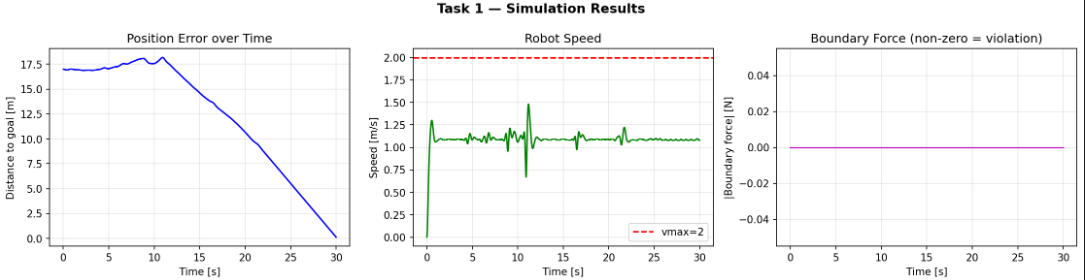 Task 1 — Simulation Results
Position Error over Time
Distance to goal [m]
17.5
15.0
12.5
10.0
7.5
5.0
2.5
0.0
0 5 10 15 20 25 30
Time [s]
Robot Speed
Speed [m/s]
2.00
1.75
1.50
1.25
1.00
0.75
0.50
0.25
0.00
vmax=2
0 5 10 15 20 25 30
Time [s]
Boundary Force (non-zero = violation)
|Boundary force| [N]
0.04
0.02
0.00
−0.02
−0.04
0 5 10 15 20 25 30
Time [s]